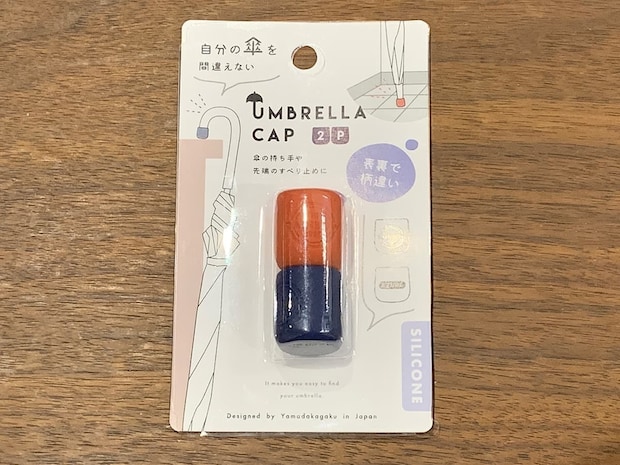 自分の傘を
間違えない
UMBRELLA
CAP 2P
傘の持ち手や
先端のすべり止めに
表裏で
柄違い
SILICONE
It makes you easy to find
your umbrella.
Designed by Yamudakagaku in Japan